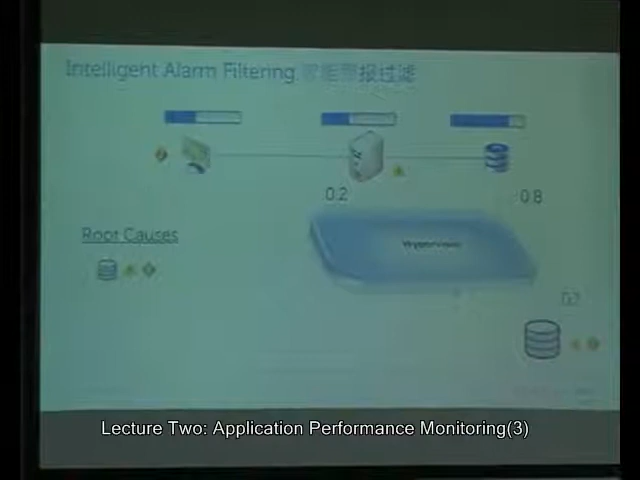 Intelligent Alarm Filtering 智能警报过滤
0.2
0.8
Root Causes
Lecture Two: Application Performance Monitoring(3)